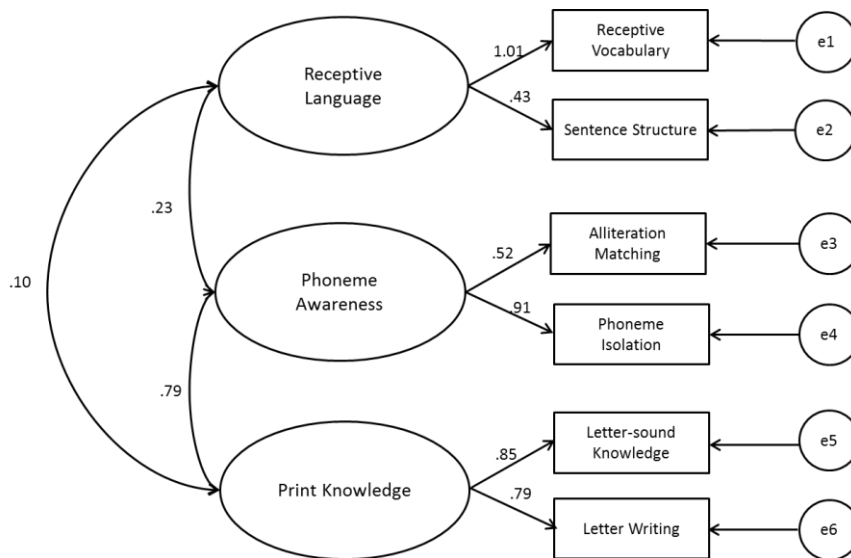 Receptive
Language
1.01
Receptive
Vocabulary
e1
.43
Sentence Structure
e2
.23
.10
Phoneme
Awareness
.52
Alliteration
Matching
e3
.91
Phoneme
Isolation
e4
.79
Print Knowledge
.85
Letter-sound
Knowledge
e5
.79
Letter Writing
e6